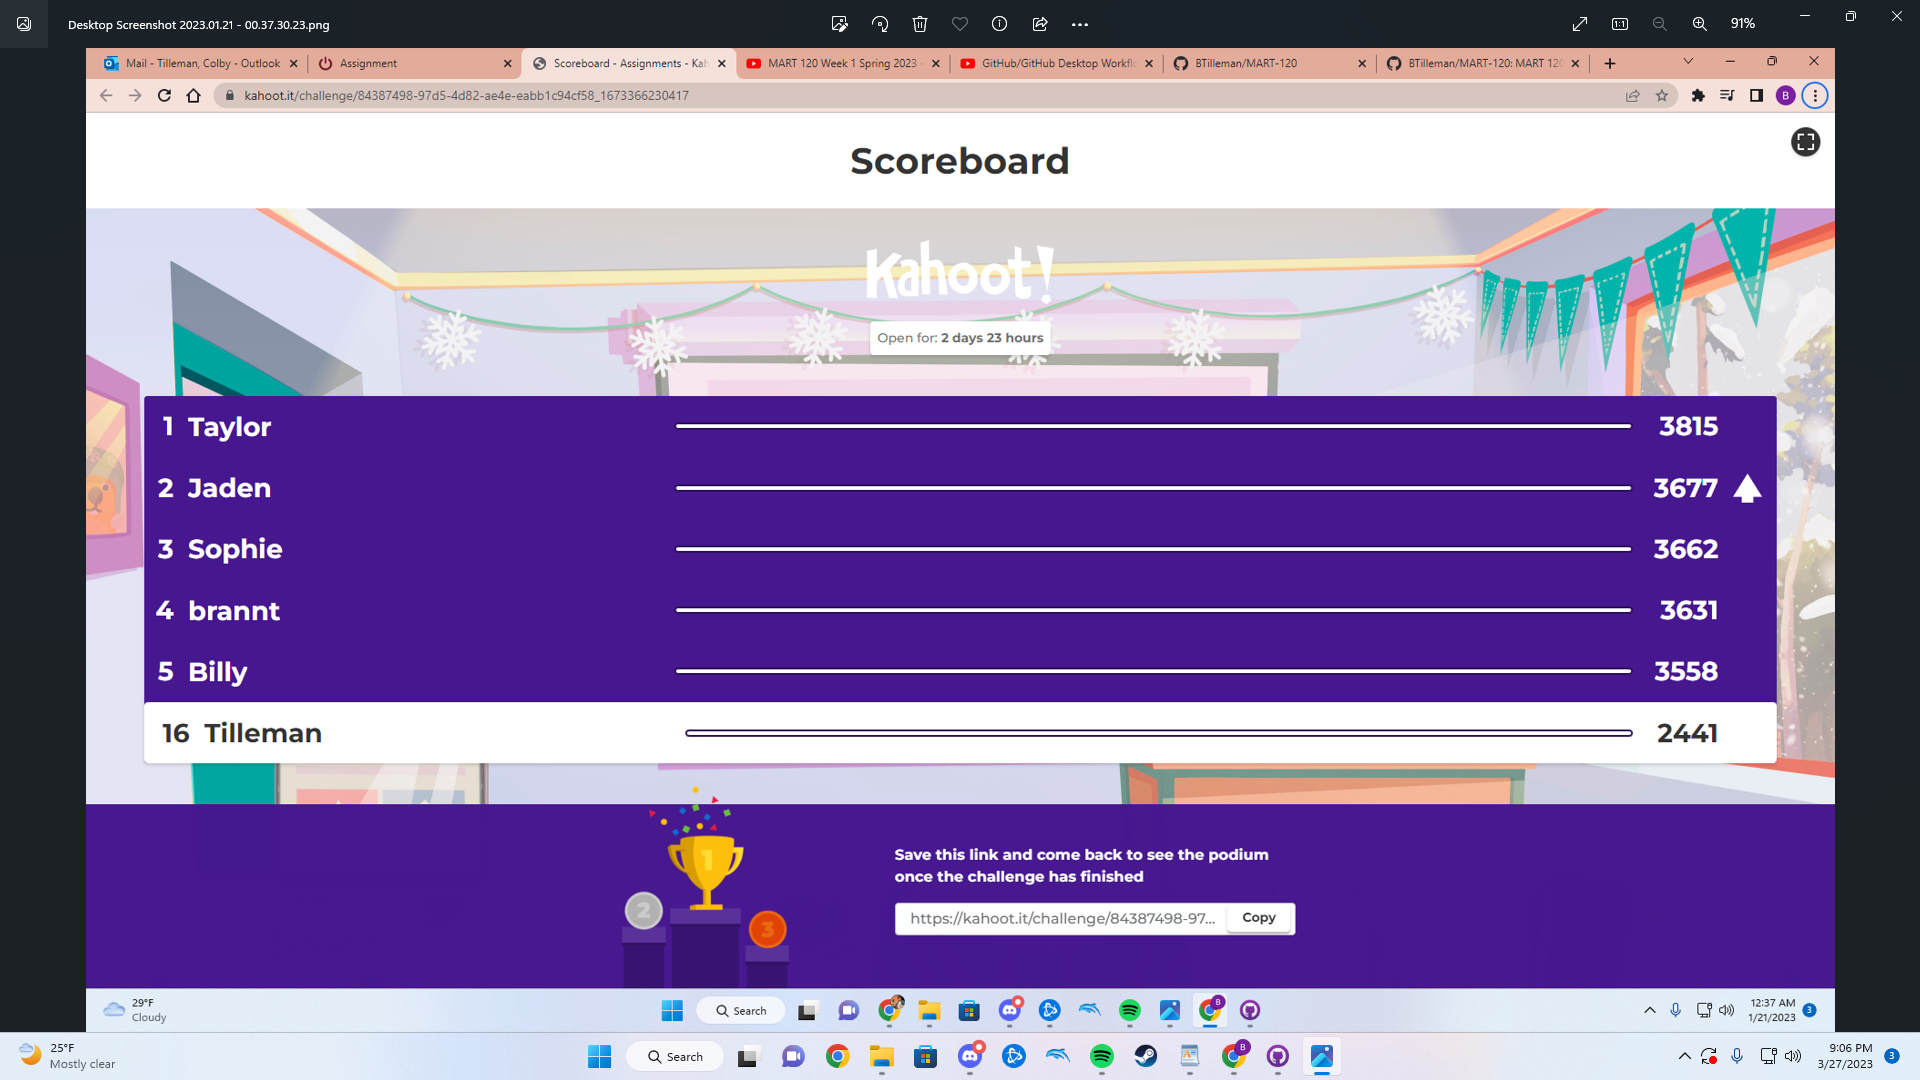 Desktop Screenshot 2023.01.21 - 00.37.30.23.png
91%
Mail - Tilleman, Colby - Outlook
Assignment
Scoreboard - Assignments - Kah
MART 120 Week 1 Spring 2023 -
GitHub/GitHub Desktop Workflo
BTilleman/MART-120
BTilleman/MART-120: MART 120
kahoot.it/challenge/84387498-97d5-4d82-ae4e-eabb1c94cf58_1673366230417
B
Scoreboard
Kahoot!
Open for: 2 days 23 hours
1 Taylor 3815
2 Jaden 3677
3 Sophie 3662
4 brannt 3631
5 Billy 3558
16 Tilleman 2441
1
2
3
Save this link and come back to see the podium
once the challenge has finished
https://kahoot.it/challenge/84387498-97... Copy
29°F
Cloudy
Search
B
12:37 AM
1/21/2023
3
25°F
Mostly clear
Search
B
9:06 PM
3/27/2023
3